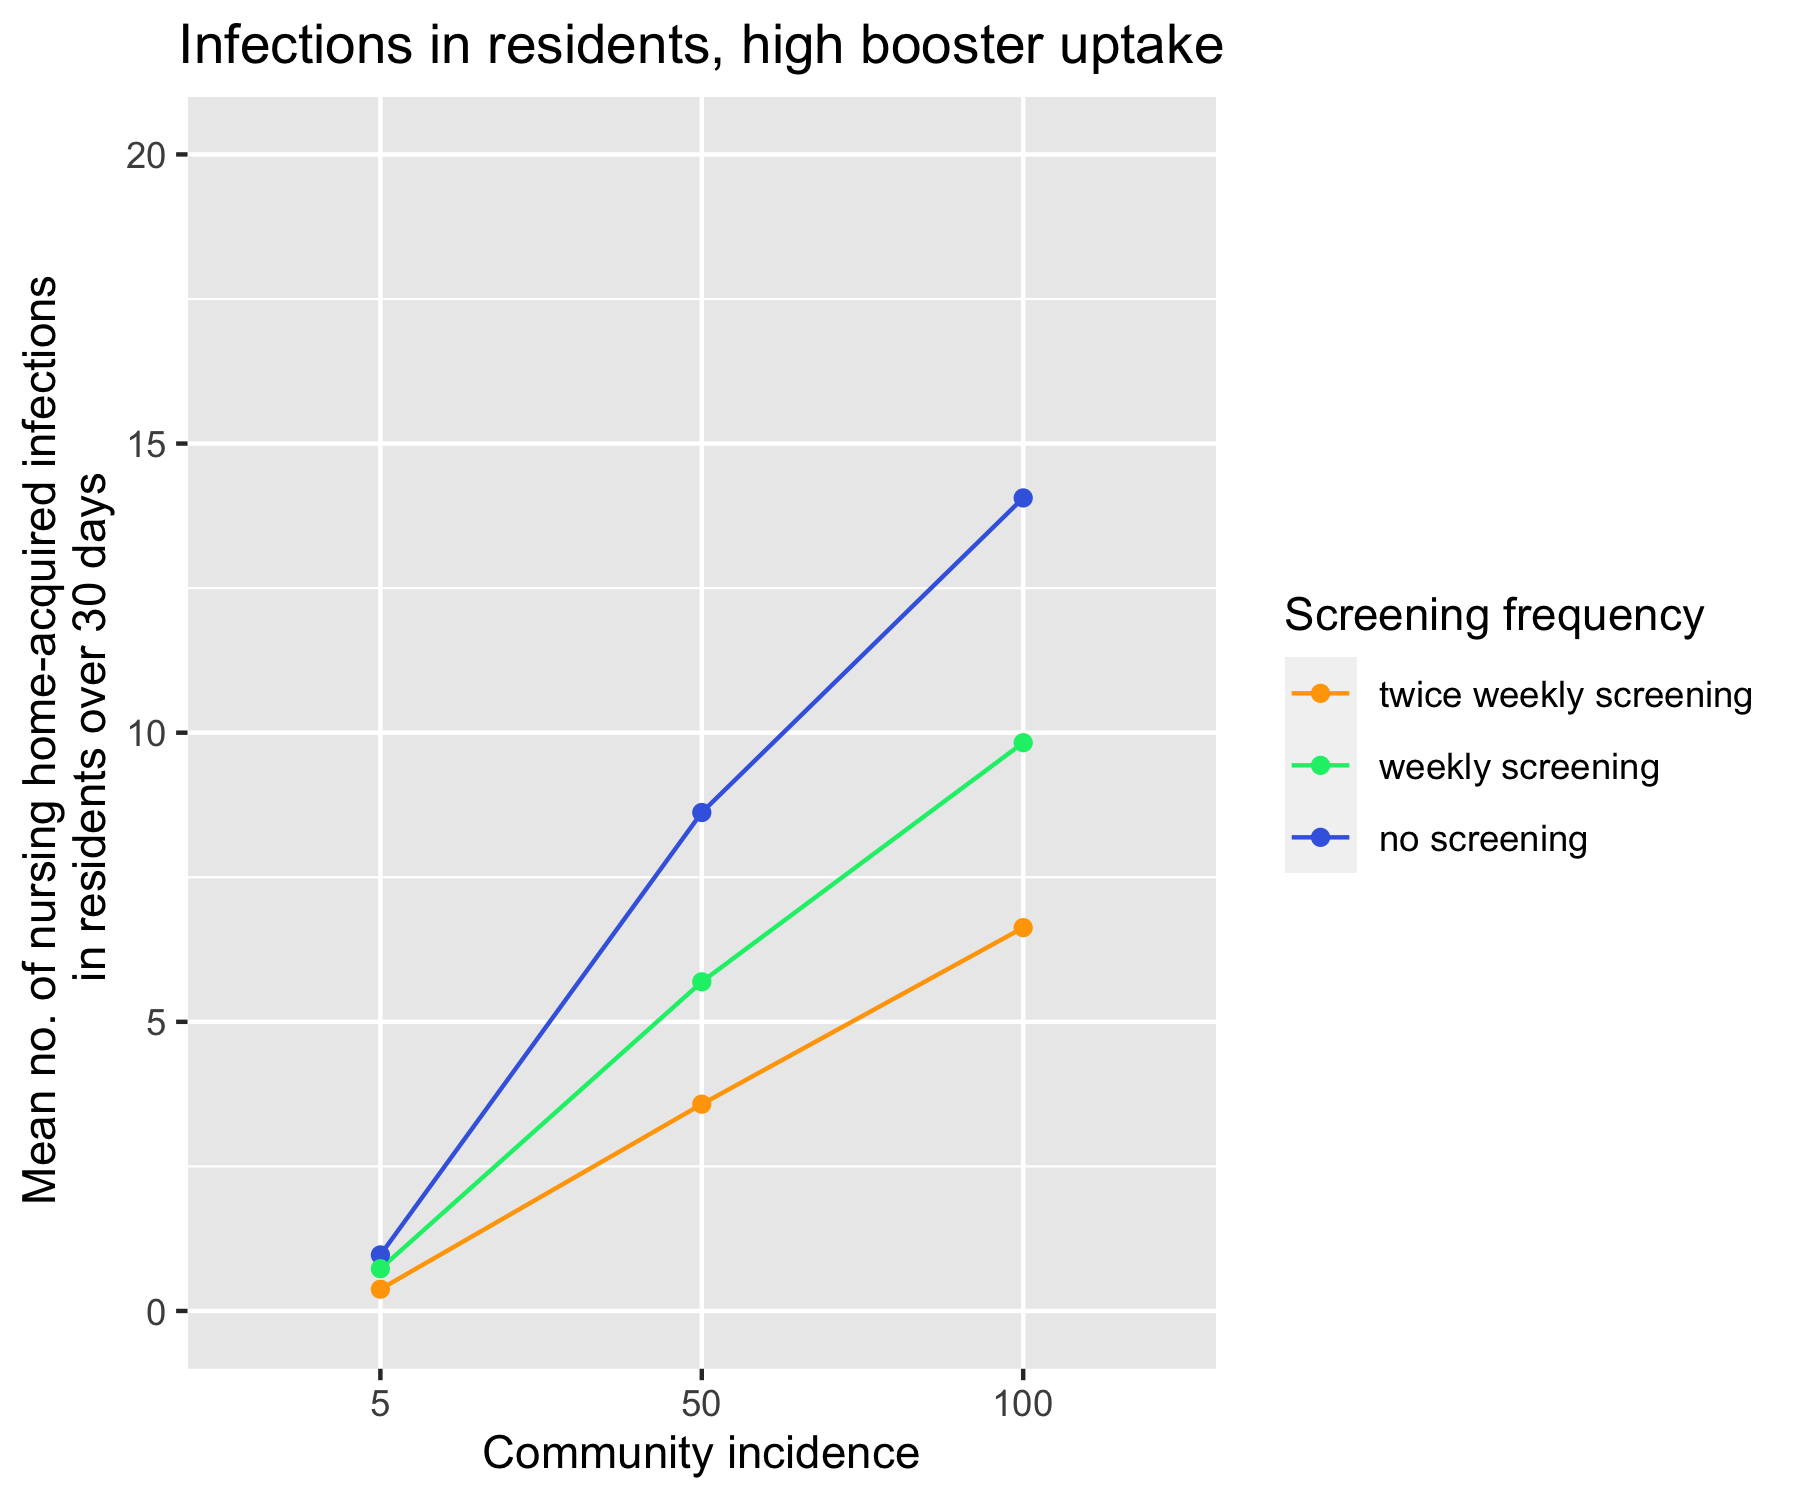 Infections in residents, high booster uptake
Mean no. of nursing home-acquired infections
in residents over 30 days
20
15
10
5
0
5
50
100
Community incidence
Screening frequency
twice weekly screening
weekly screening
no screening